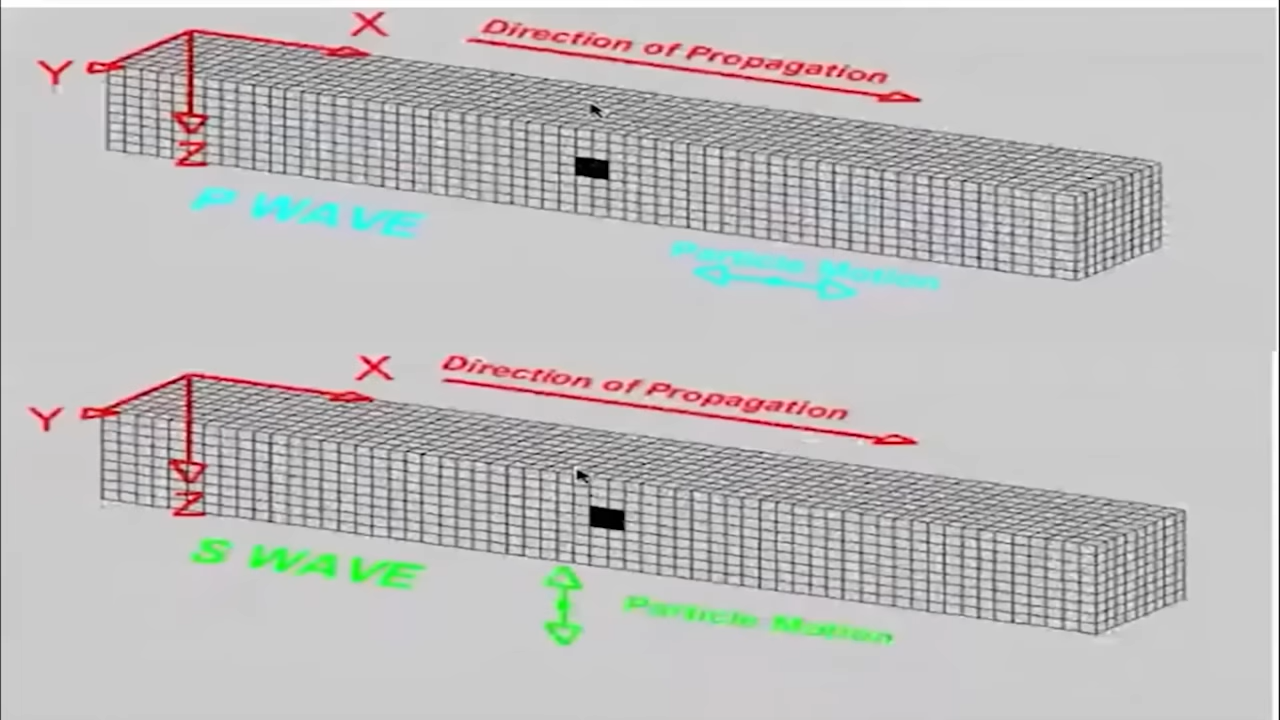 X
Direction of Propagation
Y
Z
P WAVE
Particle Motion
X
Direction of Propagation
Y
Z
S WAVE
Particle Motion